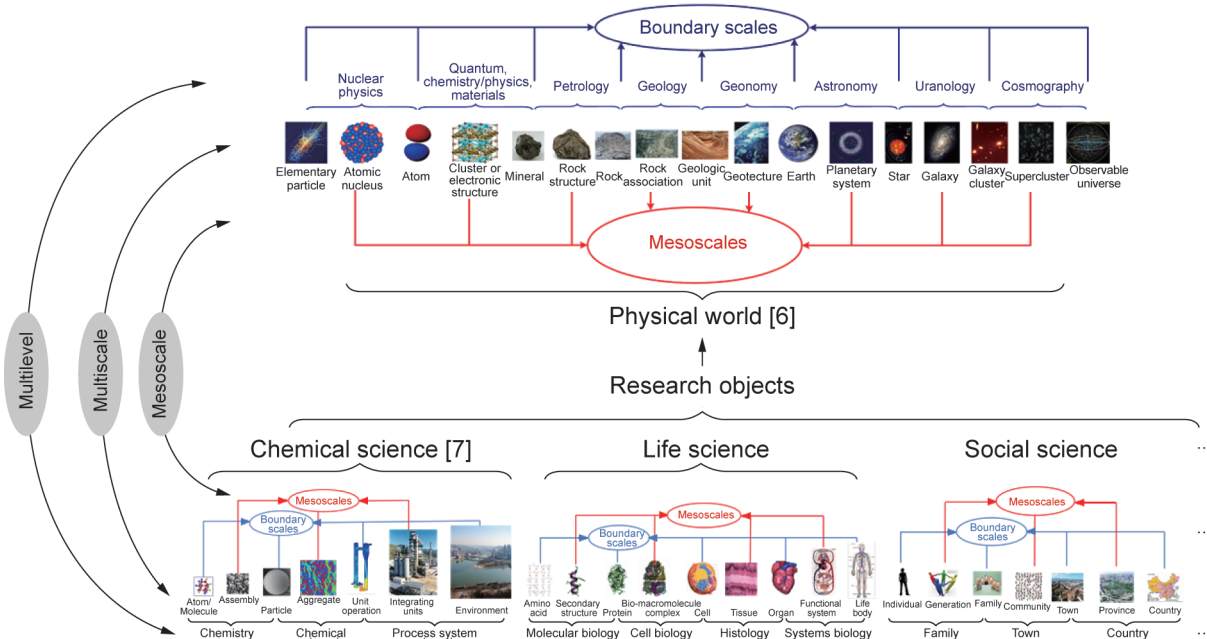 Boundary scales
Nuclear
physics
Quantum,
chemistry/physics,
materials
Petrology
Geology
Geonomy
Astronomy
Uranology
Cosmography
Elementary
particle
Atomic
nucleus
Atom
Cluster or
electronic
structure
Mineral
Rock
structure
Rock
Rock
association
Geologic
unit
Geotecture
Earth
Planetary
system
Star
Galaxy
Galaxy
cluster
Supercluster
Observable
universe
Mesoscales
Physical world [6]
Multilevel
Multiscale
Mesoscale
Research objects
Chemical science [7]
Life science
Social science
...
Mesoscales
Boundary
scales
Atom/
Molecule
Assembly
Particle
Aggregate
Unit
operation
Integrating
units
Environment
Chemistry
Chemical
Process system
Mesoscales
Boundary
scales
Amino
acid
Secondary
structure
Protein
Bio-macromolecule
complex
Cell
Tissue
Organ
Functional
system
Life
body
Molecular biology
Cell biology
Histology
Systems biology
Mesoscales
Boundary
scales
...
Individual
Generation
Family
Community
Town
Province
Country
Family
Town
Country
...